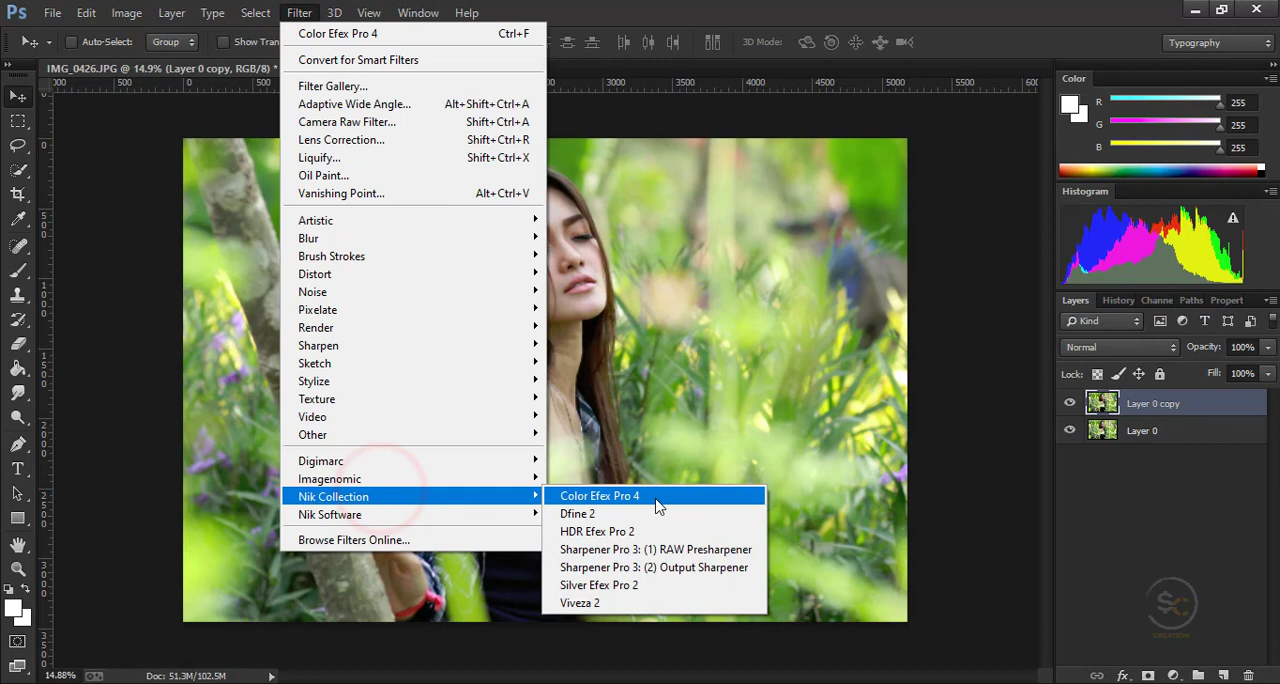 Ps File Edit Image Layer Type Select Filter 3D View Window Help
Auto-Select: Group Show Tran 3D Mode: Typography
IMG_0426.JPG @ 14.9% (Layer 0 copy, RGB/8) *
Color Efex Pro 4 Ctrl+F
Convert for Smart Filters
Filter Gallery...
Adaptive Wide Angle... Alt+Shift+Ctrl+A
Camera Raw Filter... Shift+Ctrl+A
Lens Correction... Shift+Ctrl+R
Liquify... Shift+Ctrl+X
Oil Paint...
Vanishing Point... Alt+Ctrl+V
Artistic
Blur
Brush Strokes
Distort
Noise
Pixelate
Render
Sharpen
Sketch
Stylize
Texture
Video
Other
Digimarc
Imagenomic
Nik Collection
Nik Software
Browse Filters Online...
Color Efex Pro 4
Dfine 2
HDR Efex Pro 2
Sharpener Pro 3: (1) RAW Presharpener
Sharpener Pro 3: (2) Output Sharpener
Silver Efex Pro 2
Viveza 2
500 3500 4000 4500 5000 5500
Color
R 255
G 255
B 255
Histogram
Layers History Channe Paths Propert
Kind
Normal Opacity: 100%
Lock: Fill: 100%
Layer 0 copy
Layer 0
SC
CREATION
14.88% Doc: 51.3M/102.5M